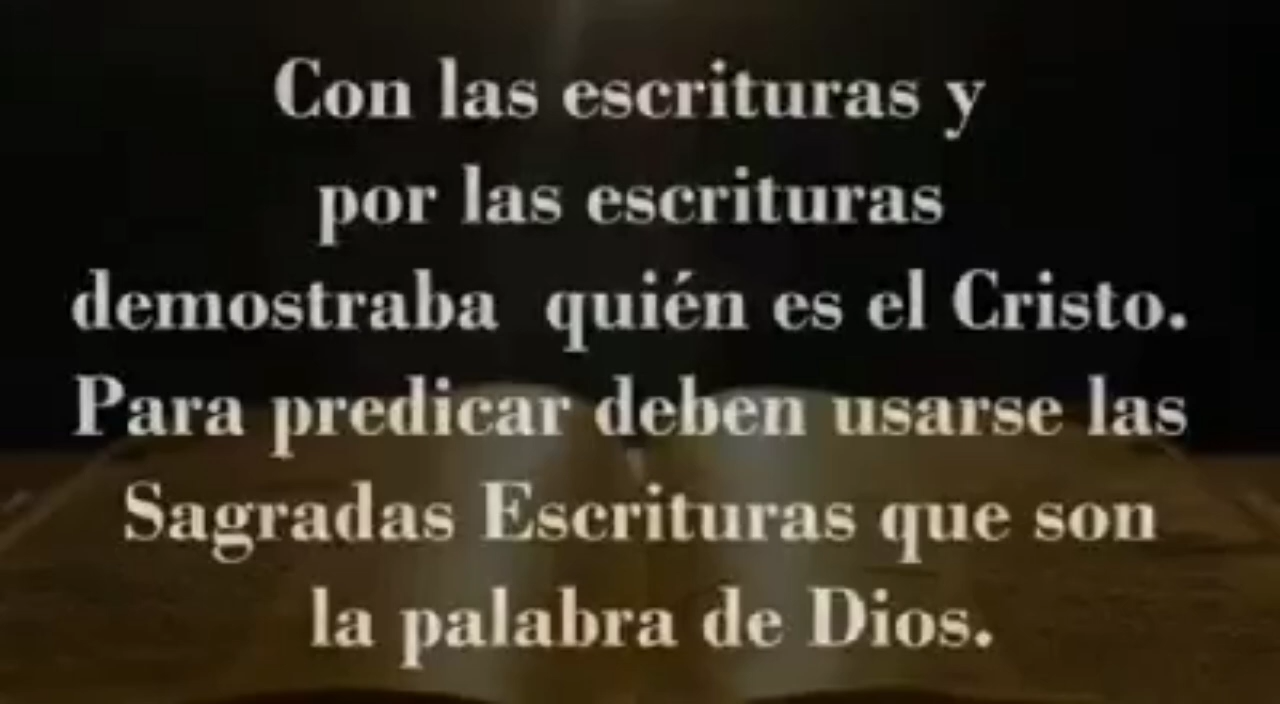 Con las escrituras y
por las escrituras
demostraba quién es el Cristo.
Para predicar deben usarse las
Sagradas Escrituras que son
la palabra de Dios.